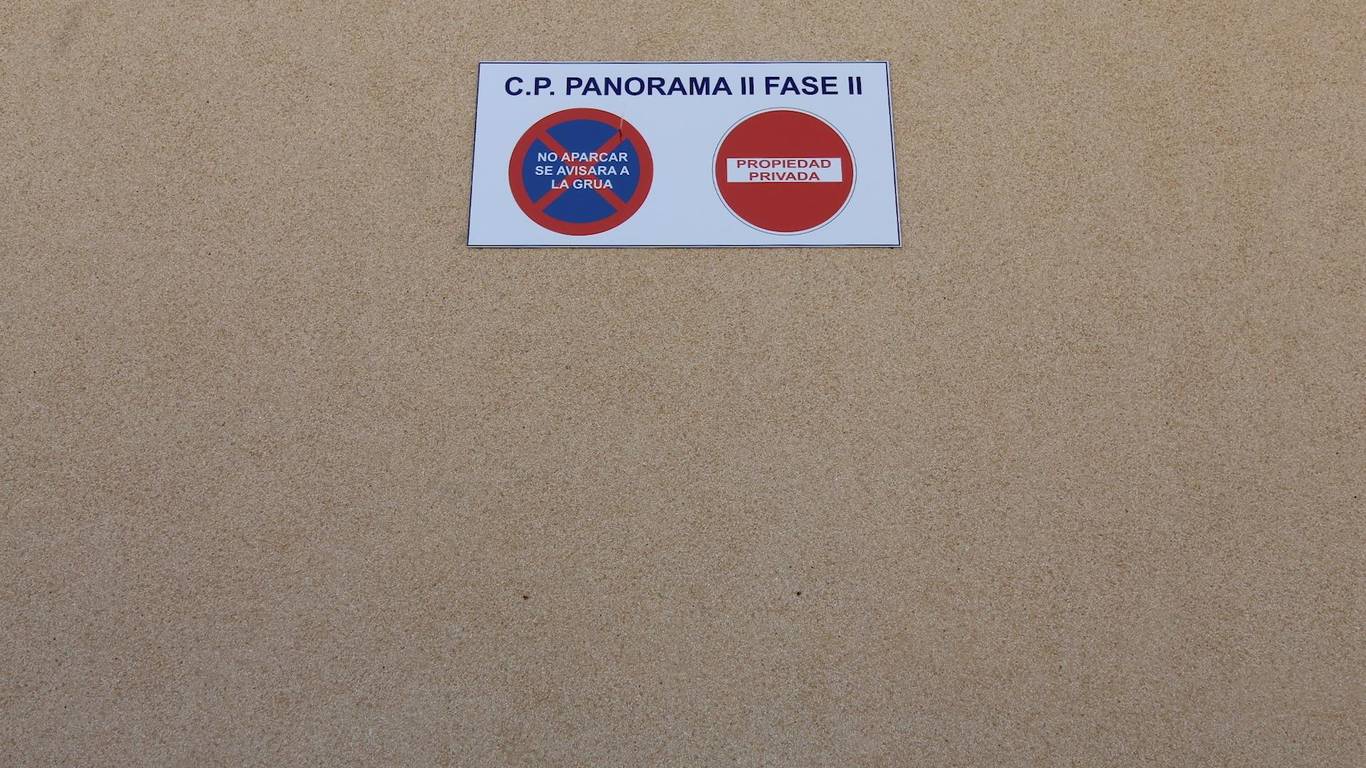 C.P. PANORAMA II FASE II
NO APARCAR
SE AVISARA A
LA GRUA
PROPIEDAD
PRIVADA